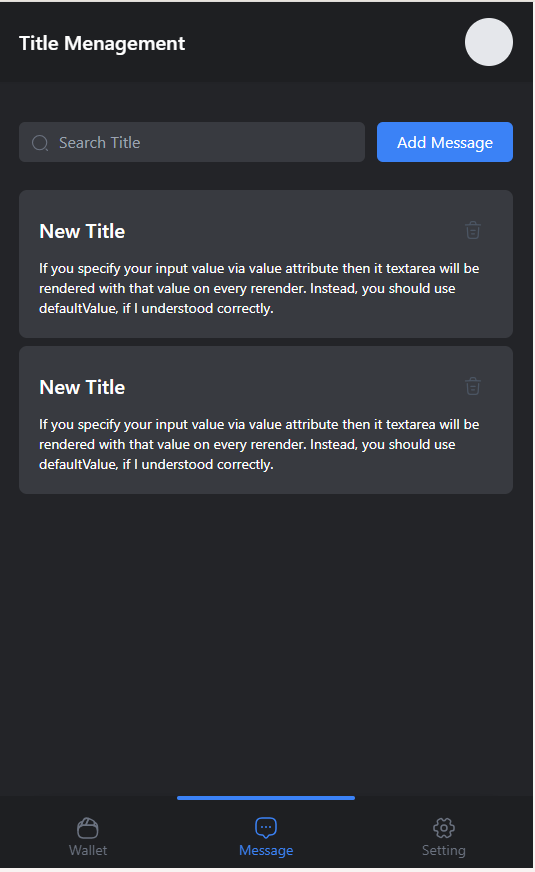 Title Menagement
Search Title
Add Message
New Title
If you specify your input value via value attribute then it textarea will be
rendered with that value on every rerender. Instead, you should use
defaultValue, if I understood correctly.
New Title
If you specify your input value via value attribute then it textarea will be
rendered with that value on every rerender. Instead, you should use
defaultValue, if I understood correctly.
Wallet
Message
Setting